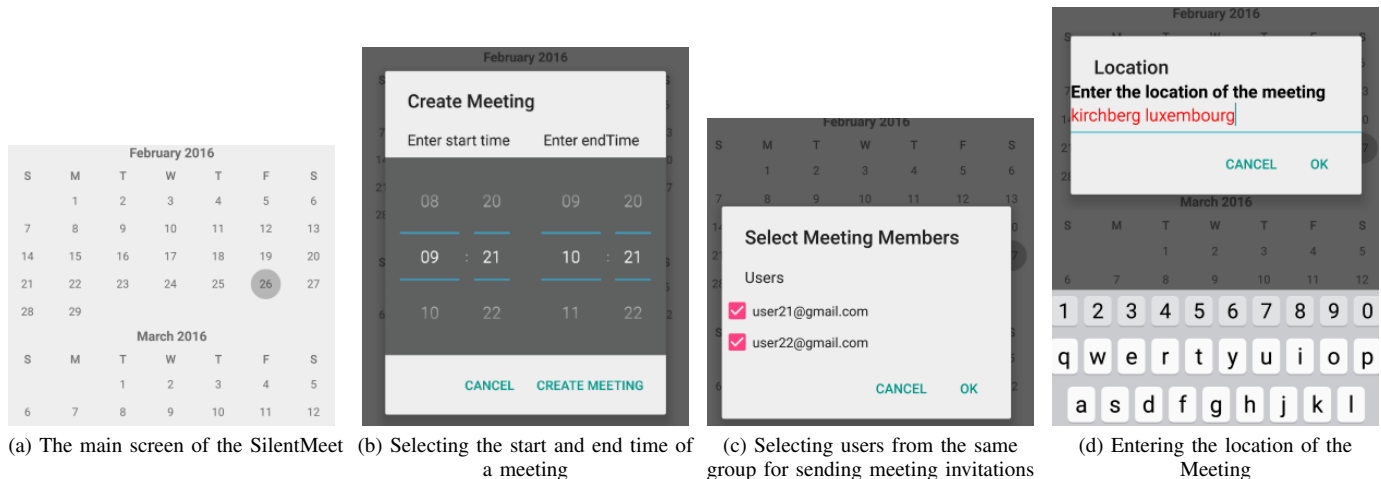 February 2016
S M T W T F S
1 2 3 4 5 6
7 8 9 10 11 12 13
14 15 16 17 18 19 20
21 22 23 24 25 26 27
28 29
March 2016
S M T W T F S
1 2 3 4 5
6 7 8 9 10 11 12
(a) The main screen of the SilentMeet
February 2016
Create Meeting
Enter start time Enter endTime
08 20 09 20
09 : 21 10 : 21
10 22 11 22
CANCEL CREATE MEETING
(b) Selecting the start and end time of
a meeting
February 2016
S M T W T F S
1 2 3 4 5 6
7 8 9 10 11 12 13
Select Meeting Members
Users
user21@gmail.com
user22@gmail.com
CANCEL OK
(c) Selecting users from the same
group for sending meeting invitations
February 2016
Location
Enter the location of the meeting
kirchberg luxembourg
CANCEL OK
March 2016
S M T W T F S
1 2 3 4 5
6 7 8 9 10 11 12
1 2 3 4 5 6 7 8 9 0
q w e r t y u i o p
a s d f g h j k l
(d) Entering the location of the
Meeting